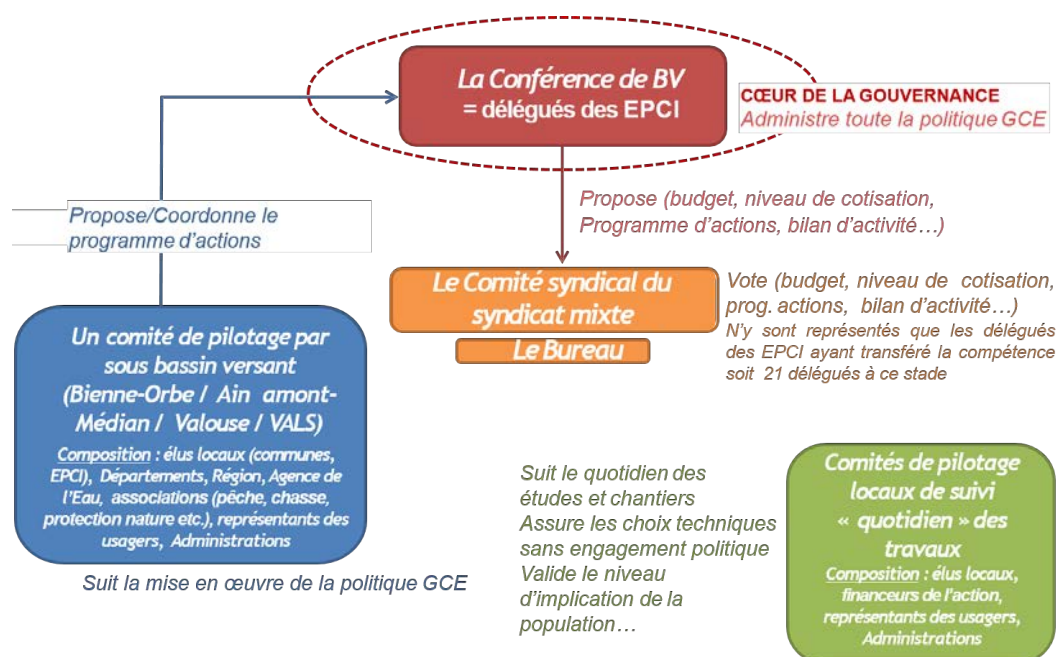 La Conférence de BV
= délégués des EPCI
CŒUR DE LA GOUVERNANCE
Administre toute la politique GCE
Propose/Coordonne le
programme d'actions
Propose (budget, niveau de cotisation,
Programme d'actions, bilan d'activité…)
Le Comité syndical du
syndicat mixte
Le Bureau
Vote (budget, niveau de cotisation,
prog. actions, bilan d'activité…)
N'y sont représentés que les délégués
des EPCI ayant transféré la compétence
soit 21 délégués à ce stade
Un comité de pilotage par
sous bassin versant
(Bienne-Orbe / Ain amont-
Médian / Valouse / VALS)
Composition : élus locaux (communes,
EPCI), Départements, Région, Agence de
l'Eau, associations (pêche, chasse,
protection nature etc.), représentants des
usagers, Administrations
Suit la mise en œuvre de la politique GCE
Suit le quotidien des
études et chantiers
Assure les choix techniques
sans engagement politique
Valide le niveau
d'implication de la
population…
Comités de pilotage
locaux de suivi
« quotidien » des
travaux
Composition : élus locaux,
financeurs de l'action,
représentants des usagers,
Administrations